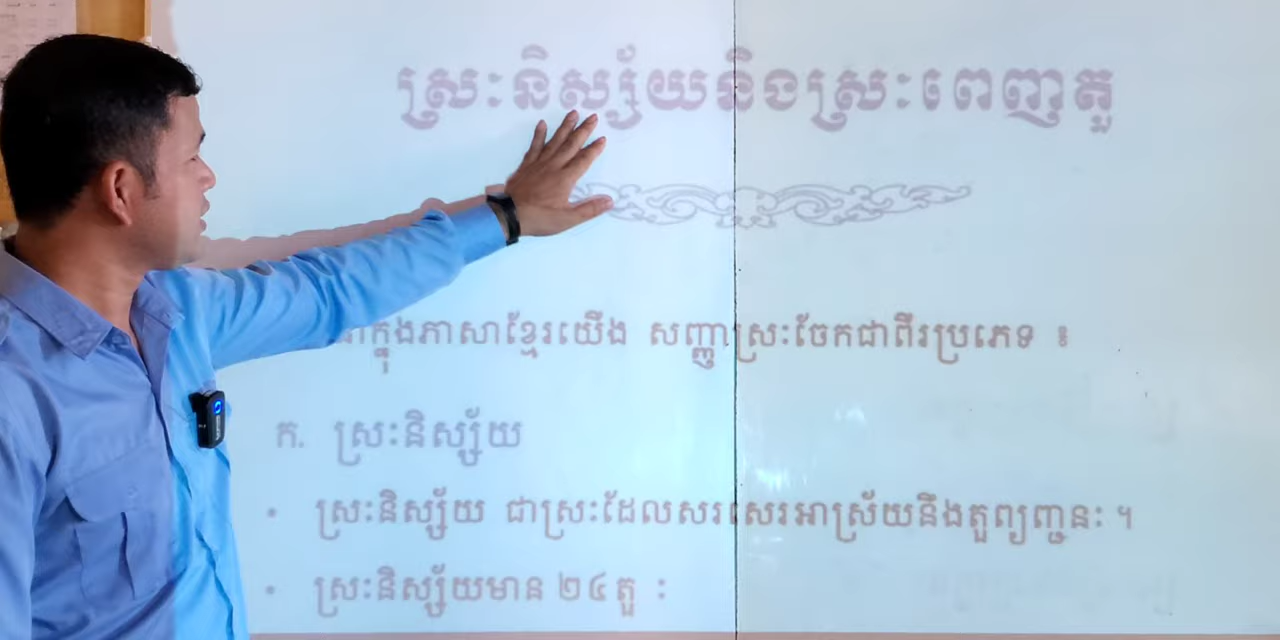 ស្រៈនិស្ស័យនិងស្រៈពេញតួ
ក្នុងភាសាខ្មែរយើង សញ្ញាស្រៈចែកជាពីរប្រភេទ ៖
ក. ស្រៈនិស្ស័យ
• ស្រៈនិស្ស័យ ជាស្រៈដែលសរសេរអាស្រ័យនឹងតួព្យញ្ជនៈ ។
• ស្រៈនិស្ស័យមាន ២៤តួ ៖